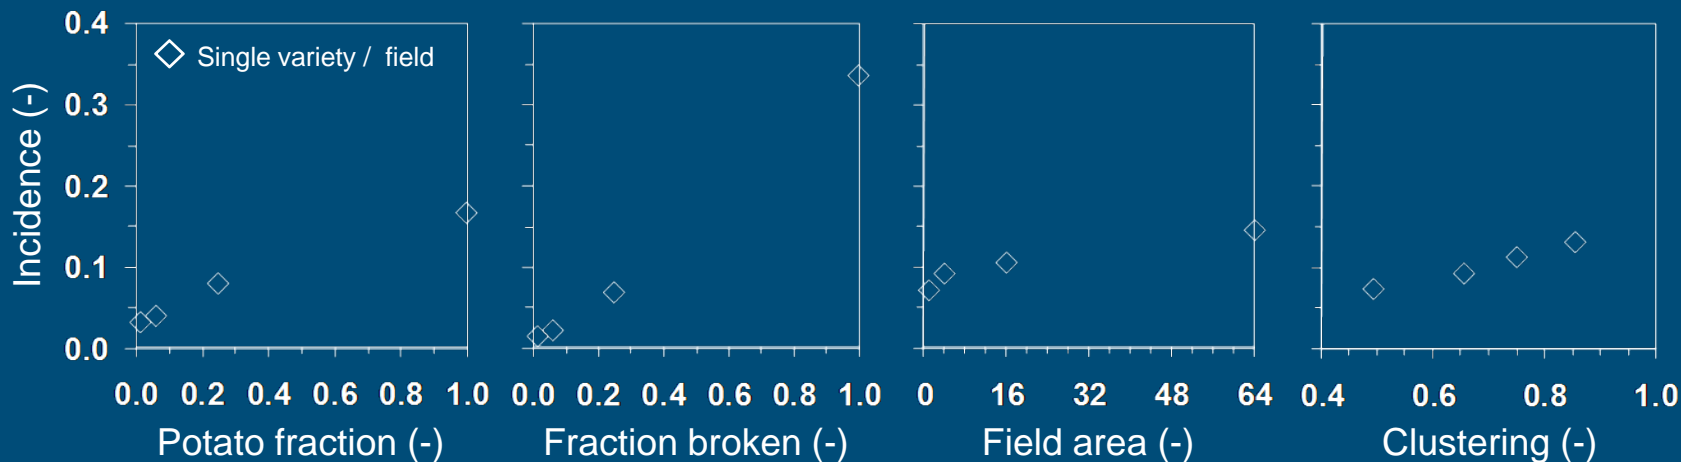 Incidence (-)
0.4
0.3
0.2
0.1
0.0
Single variety / field
0.0 0.2 0.4 0.6 0.8 1.0
Potato fraction (-)
0.0 0.2 0.4 0.6 0.8 1.0
Fraction broken (-)
0 16 32 48 64
Field area (-)
0.4 0.6 0.8 1.0
Clustering (-)